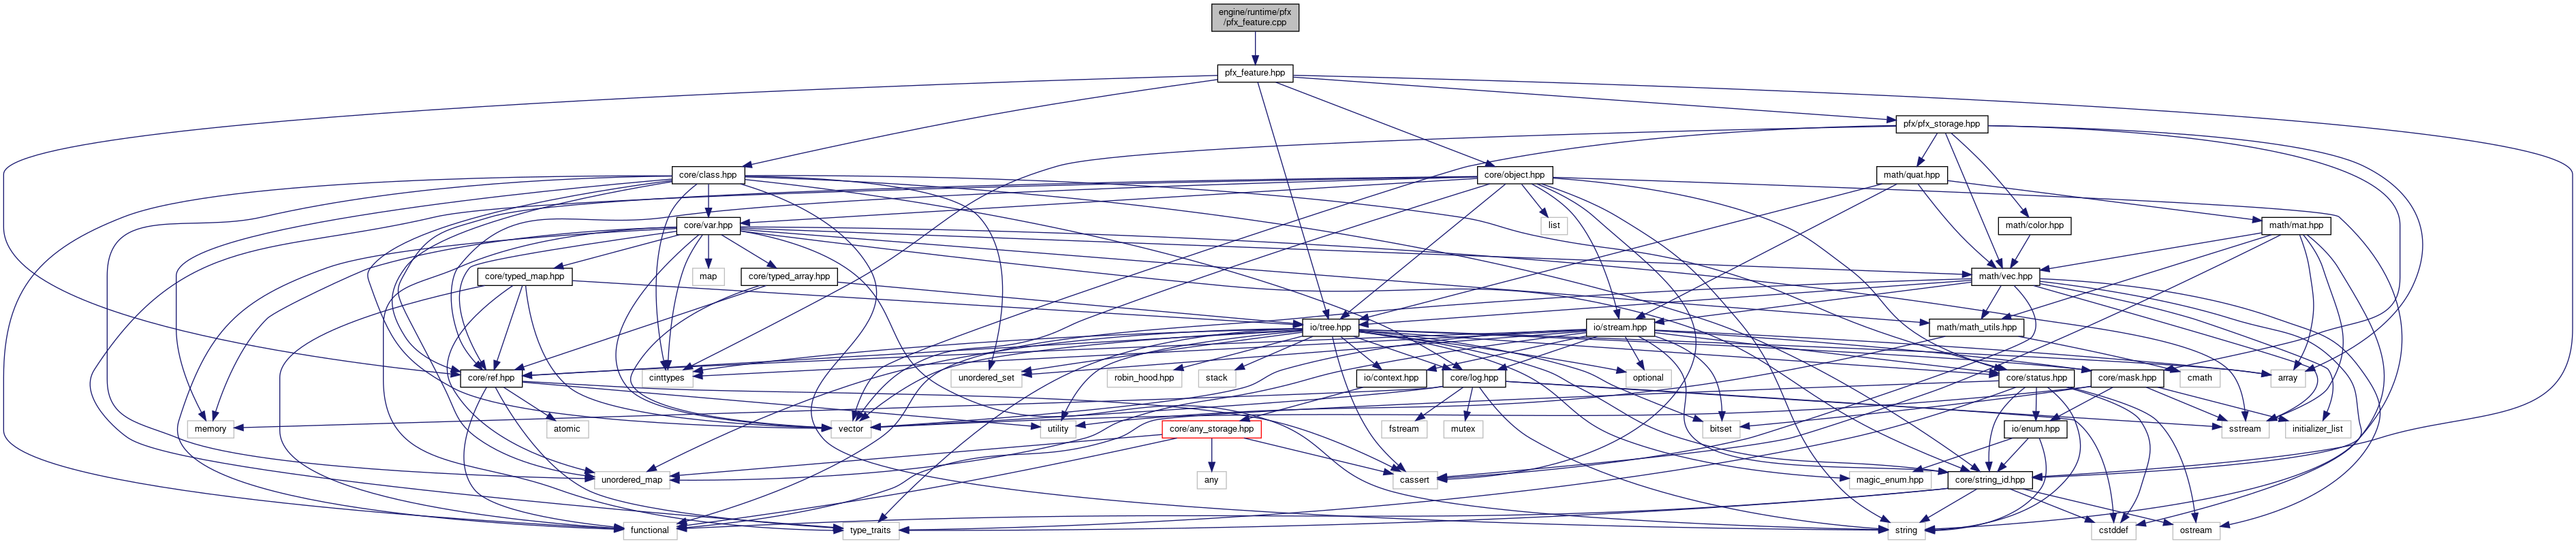 engine/runtime/pfx
/pfx_feature.cpp
pfx_feature.hpp
pfx/pfx_storage.hpp
core/class.hpp
core/object.hpp
math/quat.hpp
core/var.hpp
list
math/color.hpp
math/mat.hpp
core/typed_map.hpp
map
core/typed_array.hpp
math/vec.hpp
io/tree.hpp
io/stream.hpp
math/math_utils.hpp
core/ref.hpp
cinttypes
unordered_set
robin_hood.hpp
stack
io/context.hpp
core/log.hpp
optional
core/status.hpp
core/mask.hpp
cmath
array
memory
atomic
vector
utility
core/any_storage.hpp
fstream
mutex
bitset
io/enum.hpp
sstream
initializer_list
unordered_map
any
cassert
magic_enum.hpp
core/string_id.hpp
functional
type_traits
string
cstddef
ostream